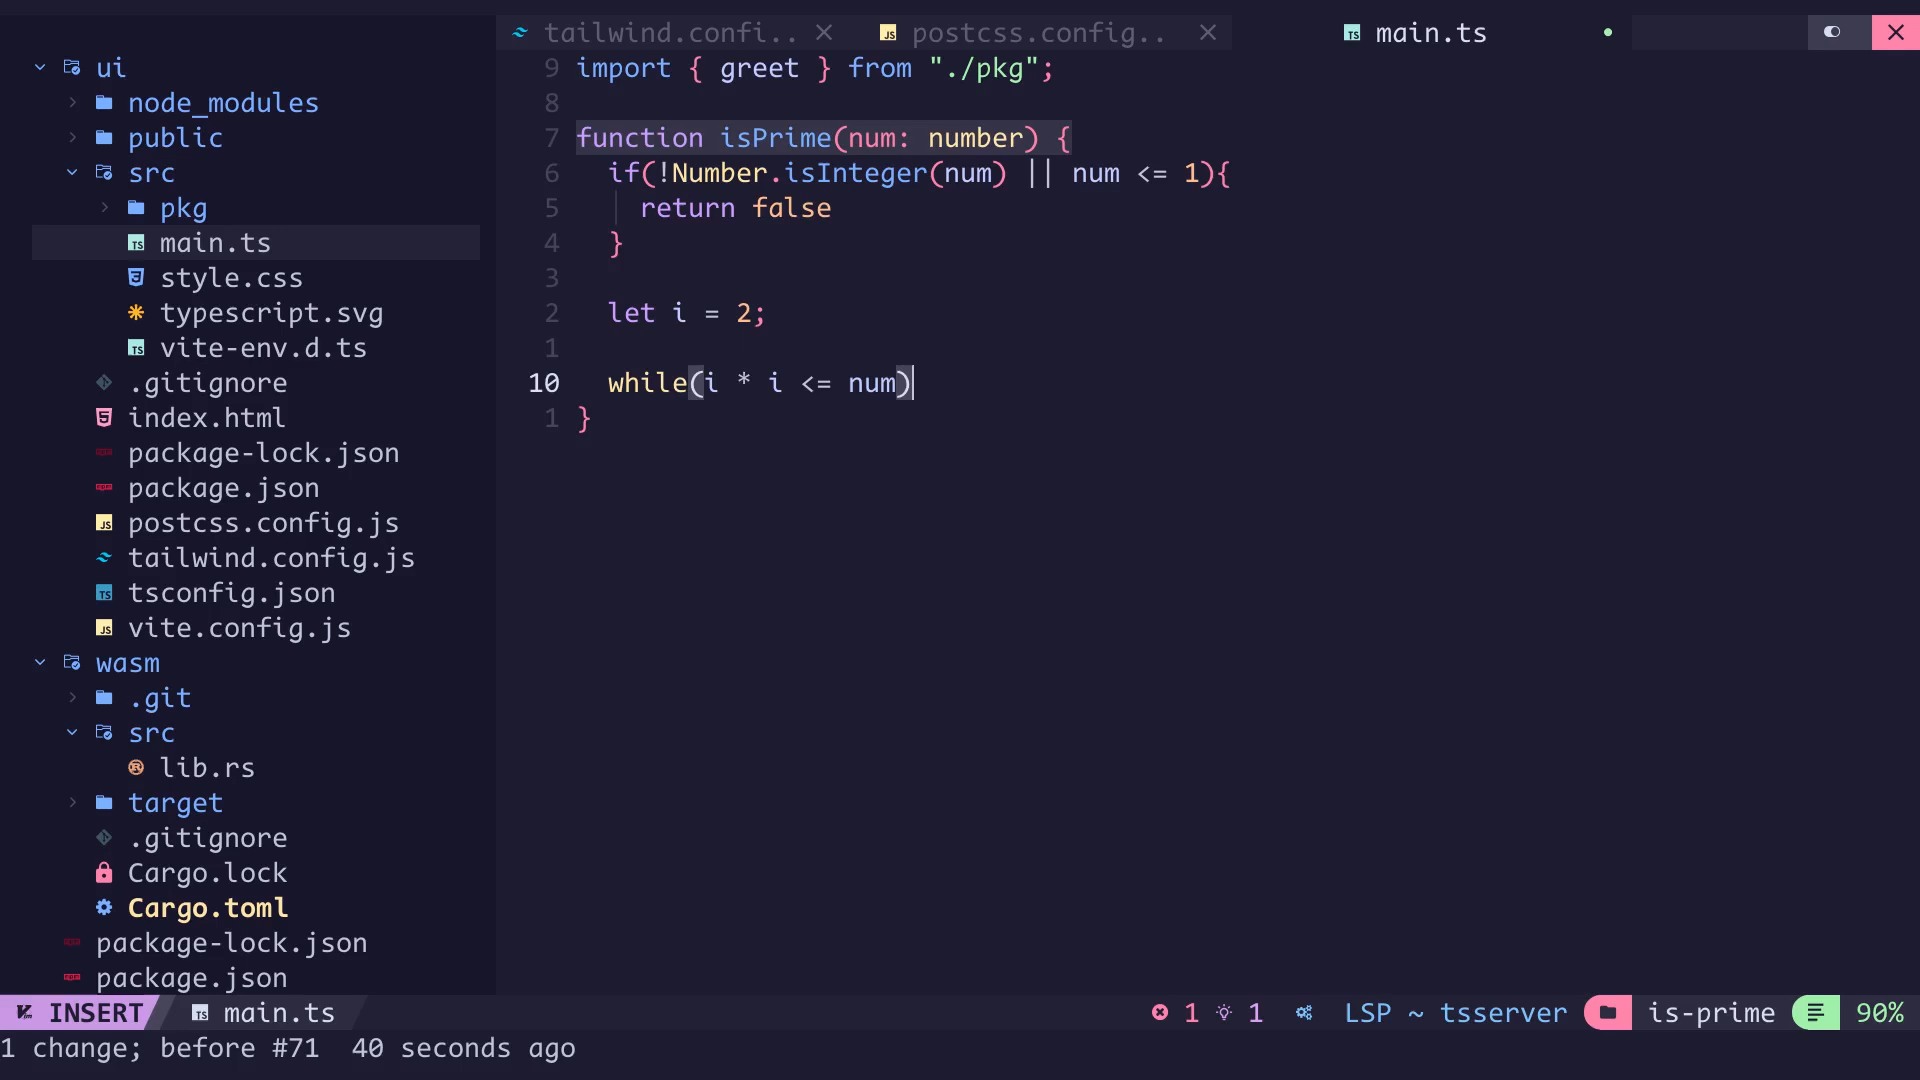 tailwind.confi..
postcss.config..
main.ts
ui
node_modules
public
src
pkg
main.ts
style.css
typescript.svg
vite-env.d.ts
.gitignore
index.html
package-lock.json
package.json
postcss.config.js
tailwind.config.js
tsconfig.json
vite.config.js
wasm
.git
src
lib.rs
target
.gitignore
Cargo.lock
Cargo.toml
package-lock.json
package.json
9 import { greet } from "./pkg";
8
7 function isPrime(num: number) {
6 if(!Number.isInteger(num) || num <= 1){
5 return false
4 }
3
2 let i = 2;
1
10 while(i * i <= num)
1 }
INSERT main.ts 1 1 LSP ~ tsserver is-prime 90%
1 change; before #71 40 seconds ago